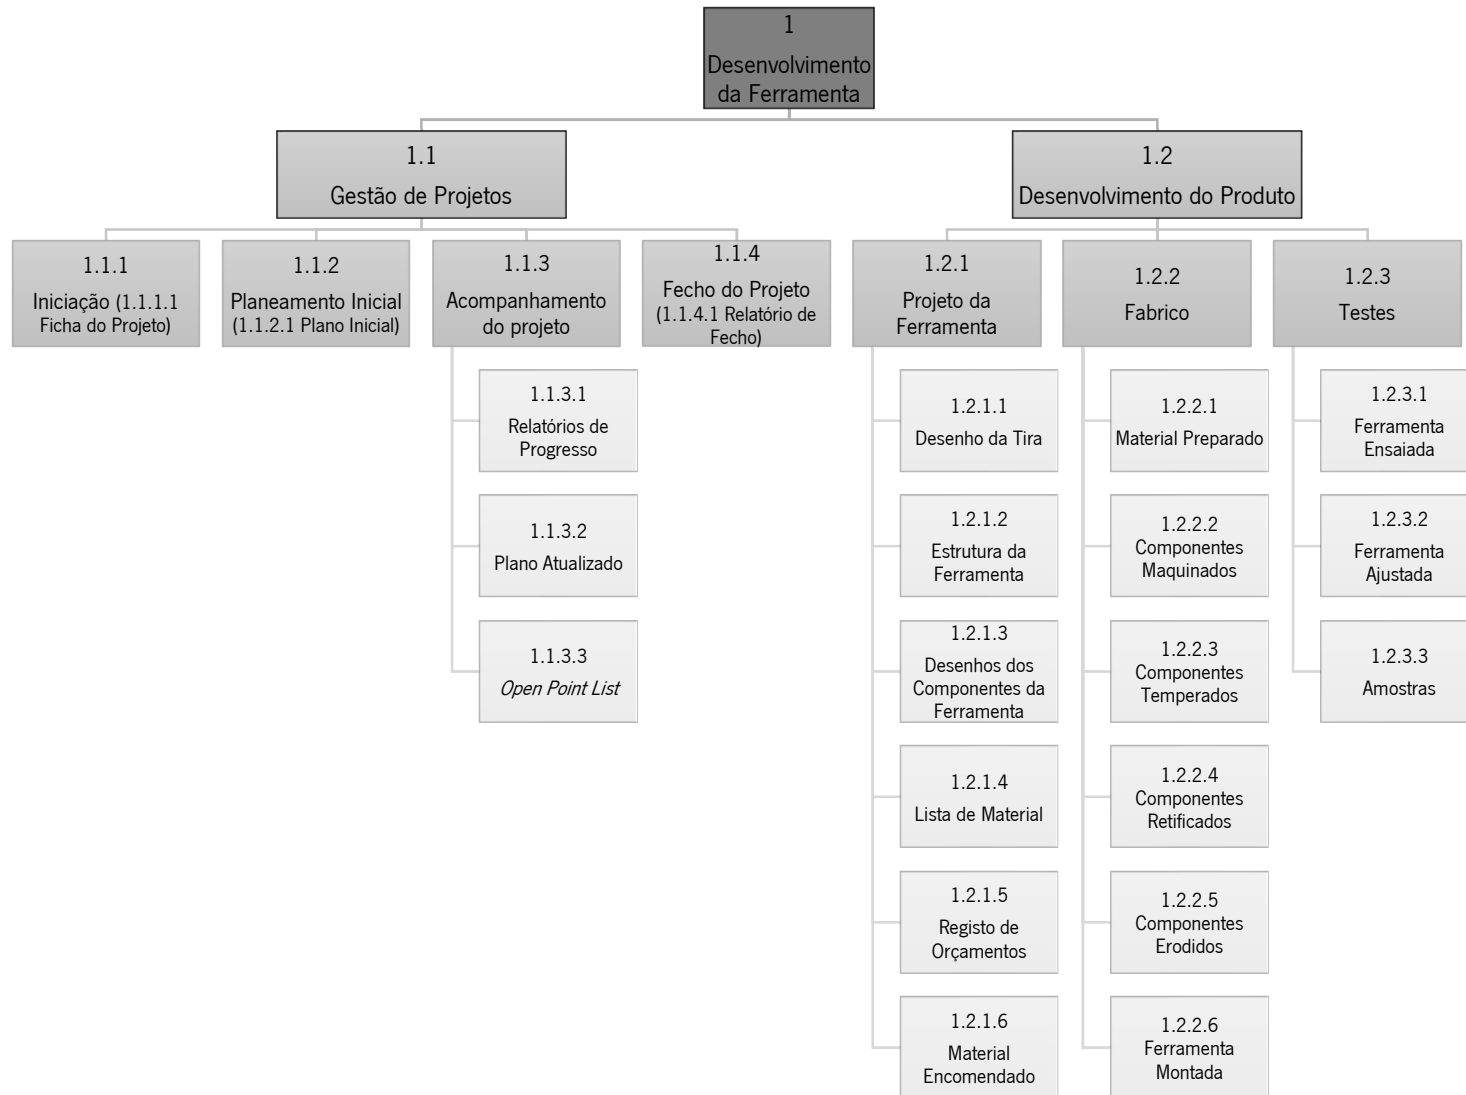 1
Desenvolvimento
da Ferramenta
1.1
Gestão de Projetos
1.2
Desenvolvimento do Produto
1.1.1
Iniciação (1.1.1.1
Ficha do Projeto)
1.1.2
Planeamento Inicial
(1.1.2.1 Plano Inicial)
1.1.3
Acompanhamento
do projeto
1.1.4
Fecho do Projeto
(1.1.4.1 Relatório de
Fecho)
1.2.1
Projeto da
Ferramenta
1.2.2
Fabrico
1.2.3
Testes
1.1.3.1
Relatórios de
Progresso
1.1.3.2
Plano Atualizado
1.1.3.3
Open Point List
1.2.1.1
Desenho da Tira
1.2.1.2
Estrutura da
Ferramenta
1.2.1.3
Desenhos dos
Componentes da
Ferramenta
1.2.1.4
Lista de Material
1.2.1.5
Registo de
Orçamentos
1.2.1.6
Material
Encomendado
1.2.2.1
Material Preparado
1.2.2.2
Componentes
Maquinados
1.2.2.3
Componentes
Temperados
1.2.2.4
Componentes
Retificados
1.2.2.5
Componentes
Erodidos
1.2.2.6
Ferramenta
Montada
1.2.3.1
Ferramenta
Ensaiada
1.2.3.2
Ferramenta
Ajustada
1.2.3.3
Amostras